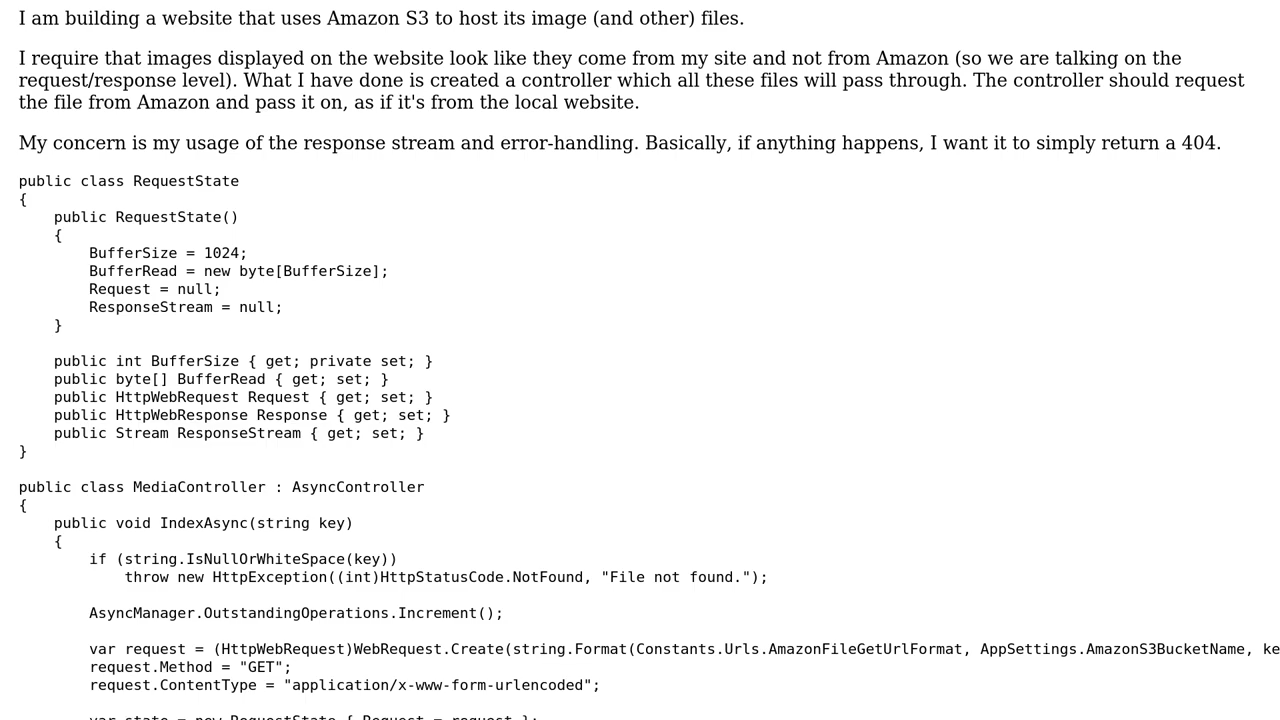 I am building a website that uses Amazon S3 to host its image (and other) files.
I require that images displayed on the website look like they come from my site and not from Amazon (so we are talking on the
request/response level). What I have done is created a controller which all these files will pass through. The controller should request
the file from Amazon and pass it on, as if it's from the local website.
My concern is my usage of the response stream and error-handling. Basically, if anything happens, I want it to simply return a 404.
public class RequestState
{
    public RequestState()
    {
        BufferSize = 1024;
        BufferRead = new byte[BufferSize];
        Request = null;
        ResponseStream = null;
    }
    public int BufferSize { get; private set; }
    public byte[] BufferRead { get; set; }
    public HttpWebRequest Request { get; set; }
    public HttpWebResponse Response { get; set; }
    public Stream ResponseStream { get; set; }
}
public class MediaController : AsyncController
{
    public void IndexAsync(string key)
    {
        if (string.IsNullOrWhiteSpace(key))
            throw new HttpException((int)HttpStatusCode.NotFound, "File not found.");
        AsyncManager.OutstandingOperations.Increment();
        var request = (HttpWebRequest)WebRequest.Create(string.Format(Constants.Urls.AmazonFileGetUrlFormat, AppSettings.AmazonS3BucketName, ke
        request.Method = "GET";
        request.ContentType = "application/x-www-form-urlencoded";
        var state = new RequestState { Request = request };